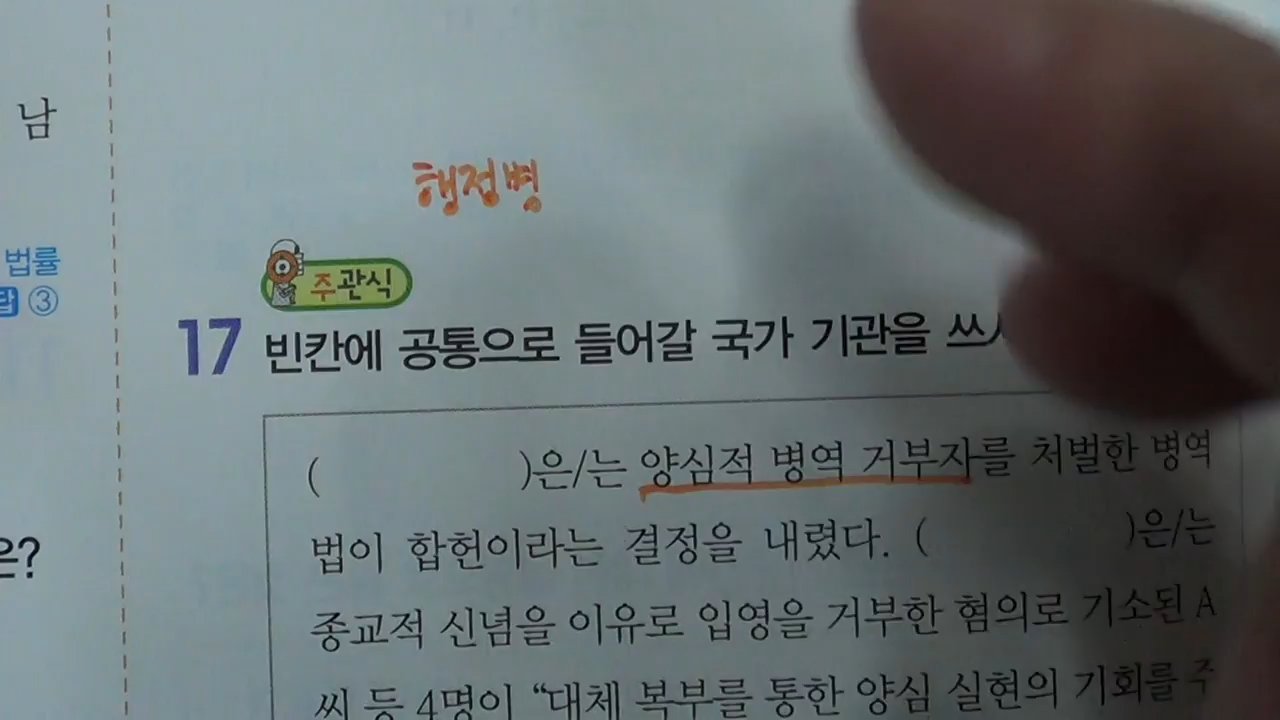 남
행정병
법률
답 ③
주관식
17 빈칸에 공통으로 들어갈 국가 기관을 쓰
( )은/는 양심적 병역 거부자를 처벌한 병역
법이 합헌이라는 결정을 내렸다. ( )은/는
은?
종교적 신념을 이유로 입영을 거부한 혐의로 기소된 A
씨 등 4명이 “대체 복무를 통한 양심 실현의 기회를 주